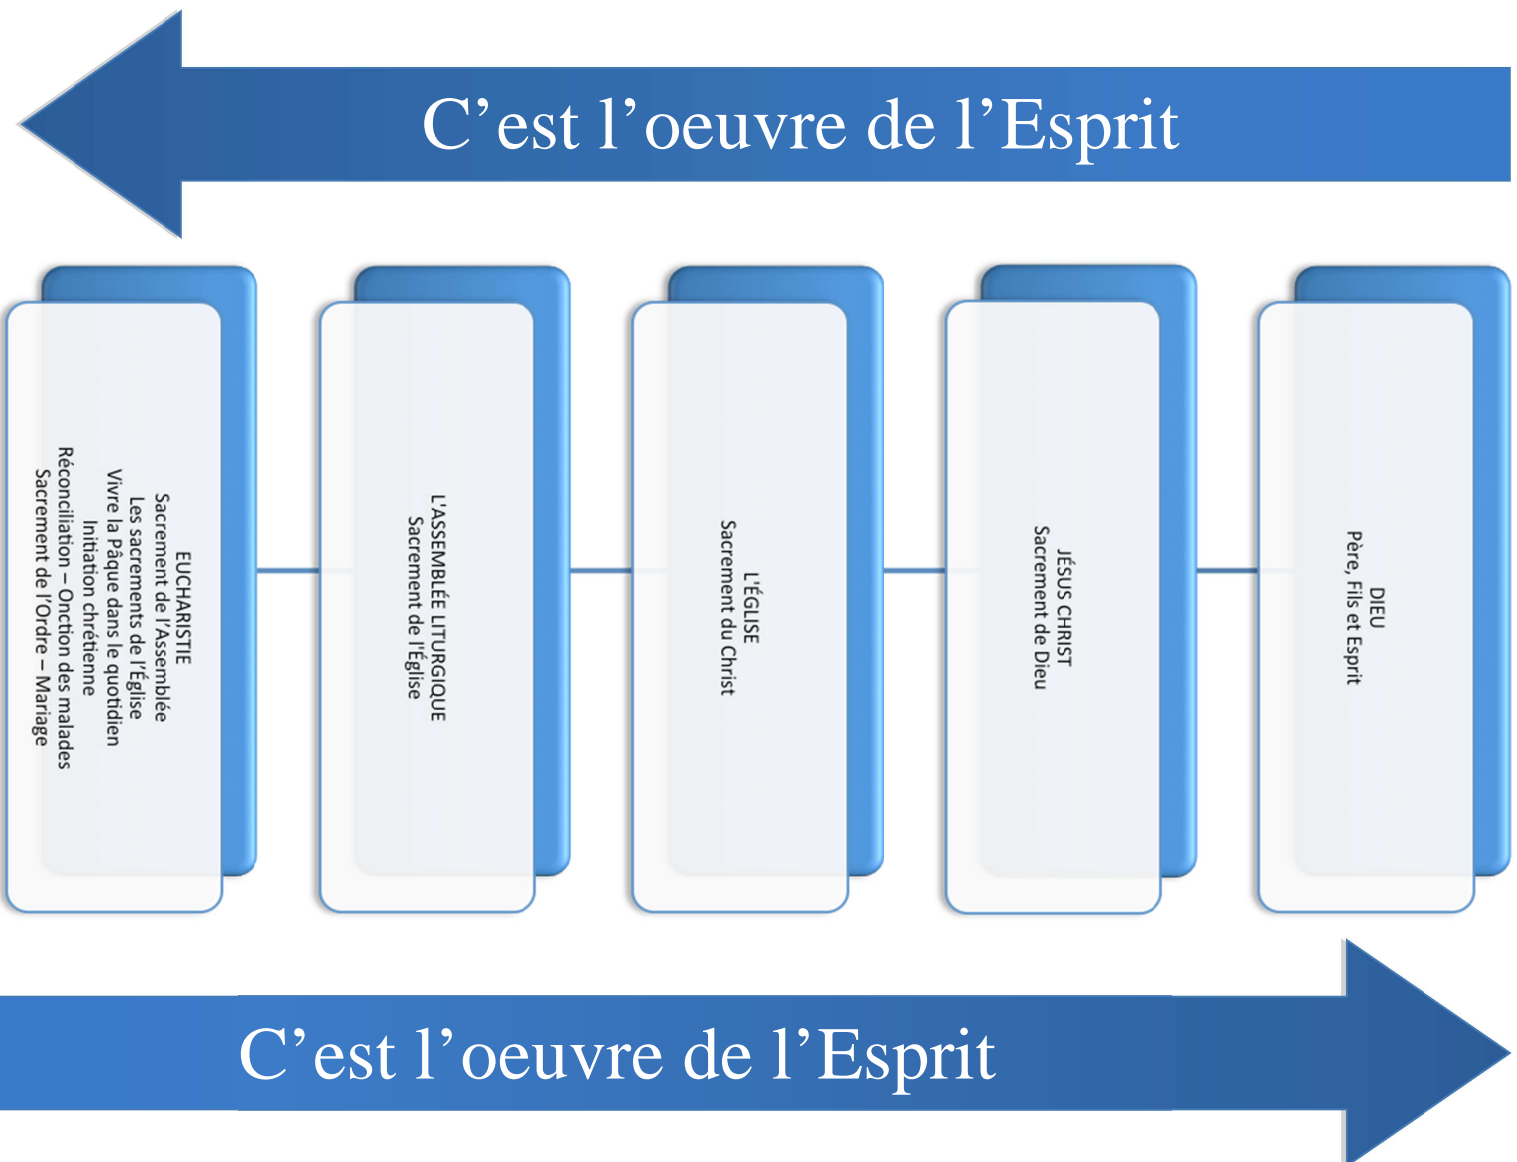 C’est l’oeuvre de l’Esprit
DIEU
Père, Fils et Esprit
JÉSUS CHRIST
Sacrement de Dieu
L'ÉGLISE
Sacrement du Christ
L'ASSEMBLÉE LITURGIQUE
Sacrement de l'Église
EUCHARISTIE
Sacrement de l’Assemblée
Les sacrements de l’Église
Vivre la Pâque dans le quotidien
Initiation chrétienne
Réconciliation – Onction des malades
Sacrement de l’Ordre – Mariage
C’est l’oeuvre de l’Esprit